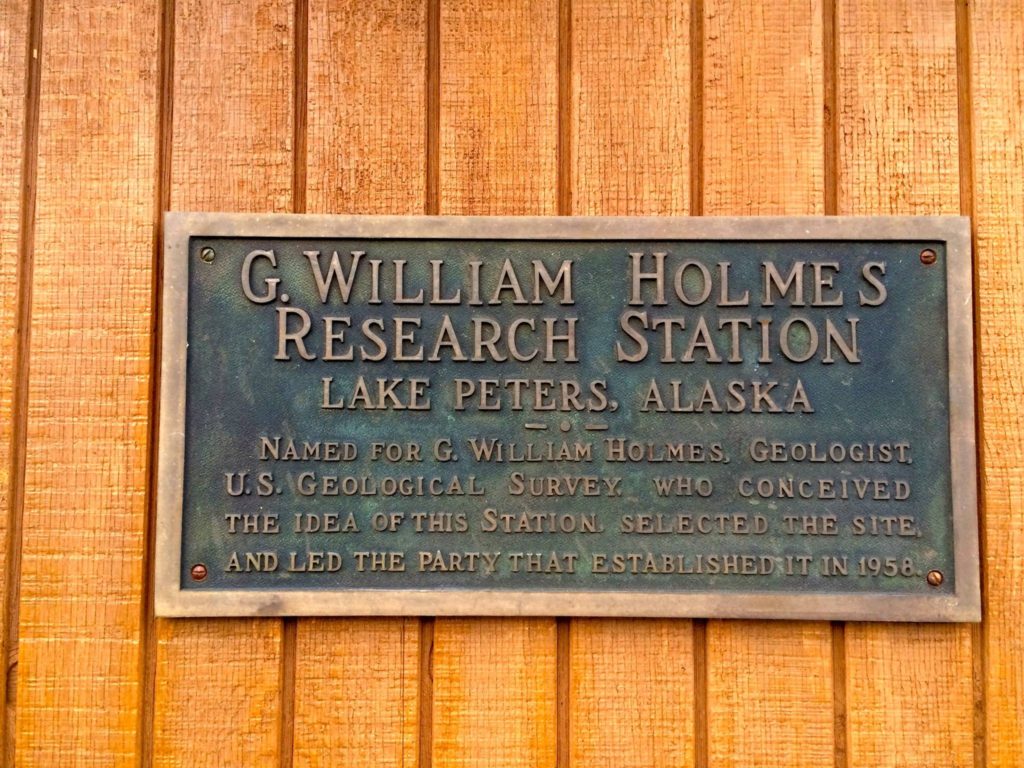 G. William Holmes
Research Station
Lake Peters, Alaska
Named for G. William Holmes, Geologist,
U.S. Geological Survey, who conceived
the idea of this Station, selected the site,
and led the party that established it in 1958.